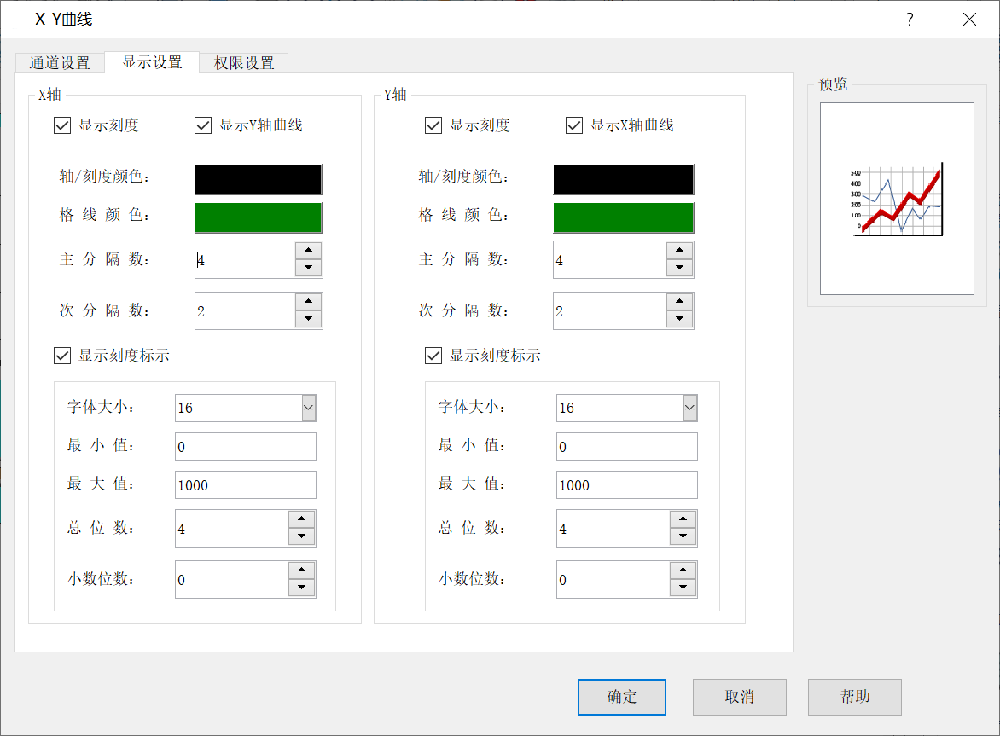 X-Y曲线
?
通道设置 显示设置 权限设置
X轴
显示刻度 显示Y轴曲线
轴/刻度颜色:
格 线 颜 色:
主 分 隔 数: 4
次 分 隔 数: 2
显示刻度标示
字体大小: 16
最 小 值: 0
最 大 值: 1000
总 位 数: 4
小数位数: 0
Y轴
显示刻度 显示X轴曲线
轴/刻度颜色:
格 线 颜 色:
主 分 隔 数: 4
次 分 隔 数: 2
显示刻度标示
字体大小: 16
最 小 值: 0
最 大 值: 1000
总 位 数: 4
小数位数: 0
预览
500
400
300
200
100
0
确定 取消 帮助